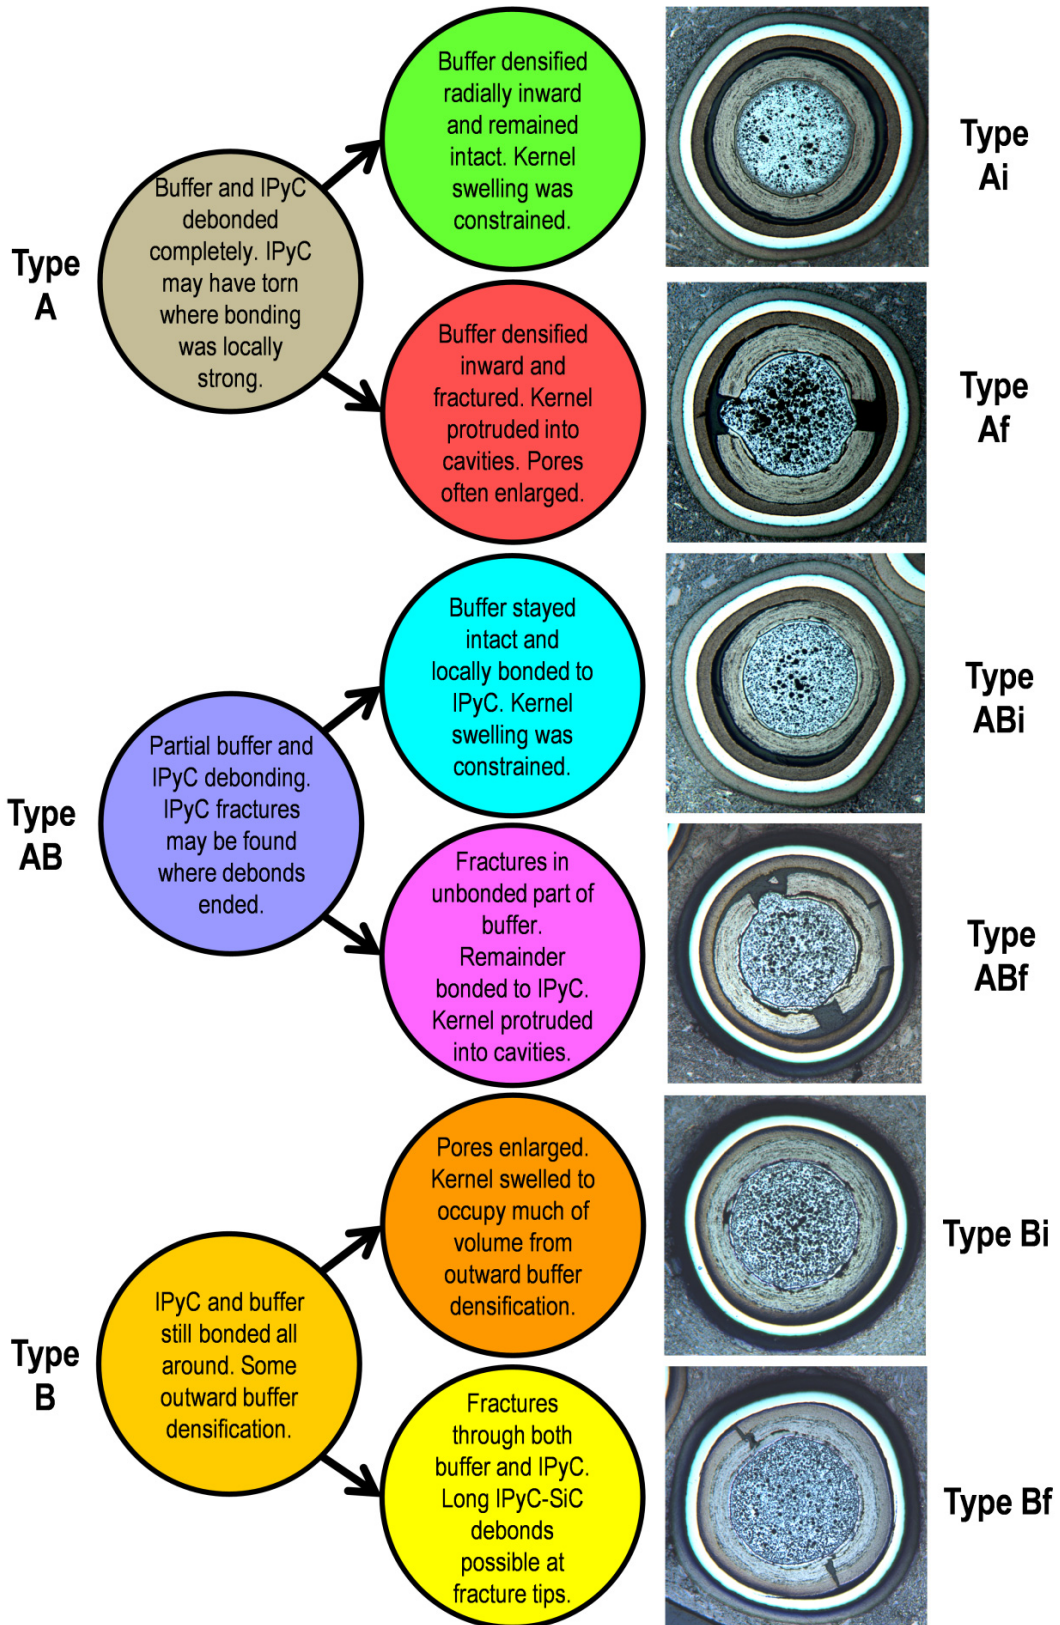 Type
A
Buffer and IPyC
debonded
completely. IPyC
may have torn
where bonding
was locally
strong.
Buffer densified
radially inward
and remained
intact. Kernel
swelling was
constrained.
Type
Ai
Buffer densified
inward and
fractured. Kernel
protruded into
cavities. Pores
often enlarged.
Type
Af
Type
AB
Partial buffer and
IPyC debonding.
IPyC fractures
may be found
where debonds
ended.
Buffer stayed
intact and
locally bonded to
IPyC. Kernel
swelling was
constrained.
Type
ABi
Fractures in
unbonded part of
buffer.
Remainder
bonded to IPyC.
Kernel protruded
into cavities.
Type
ABf
Type
B
IPyC and buffer
still bonded all
around. Some
outward buffer
densification.
Pores enlarged.
Kernel swelled to
occupy much of
volume from
outward buffer
densification.
Type Bi
Fractures
through both
buffer and IPyC.
Long IPyC-SiC
debonds
possible at
fracture tips.
Type Bf